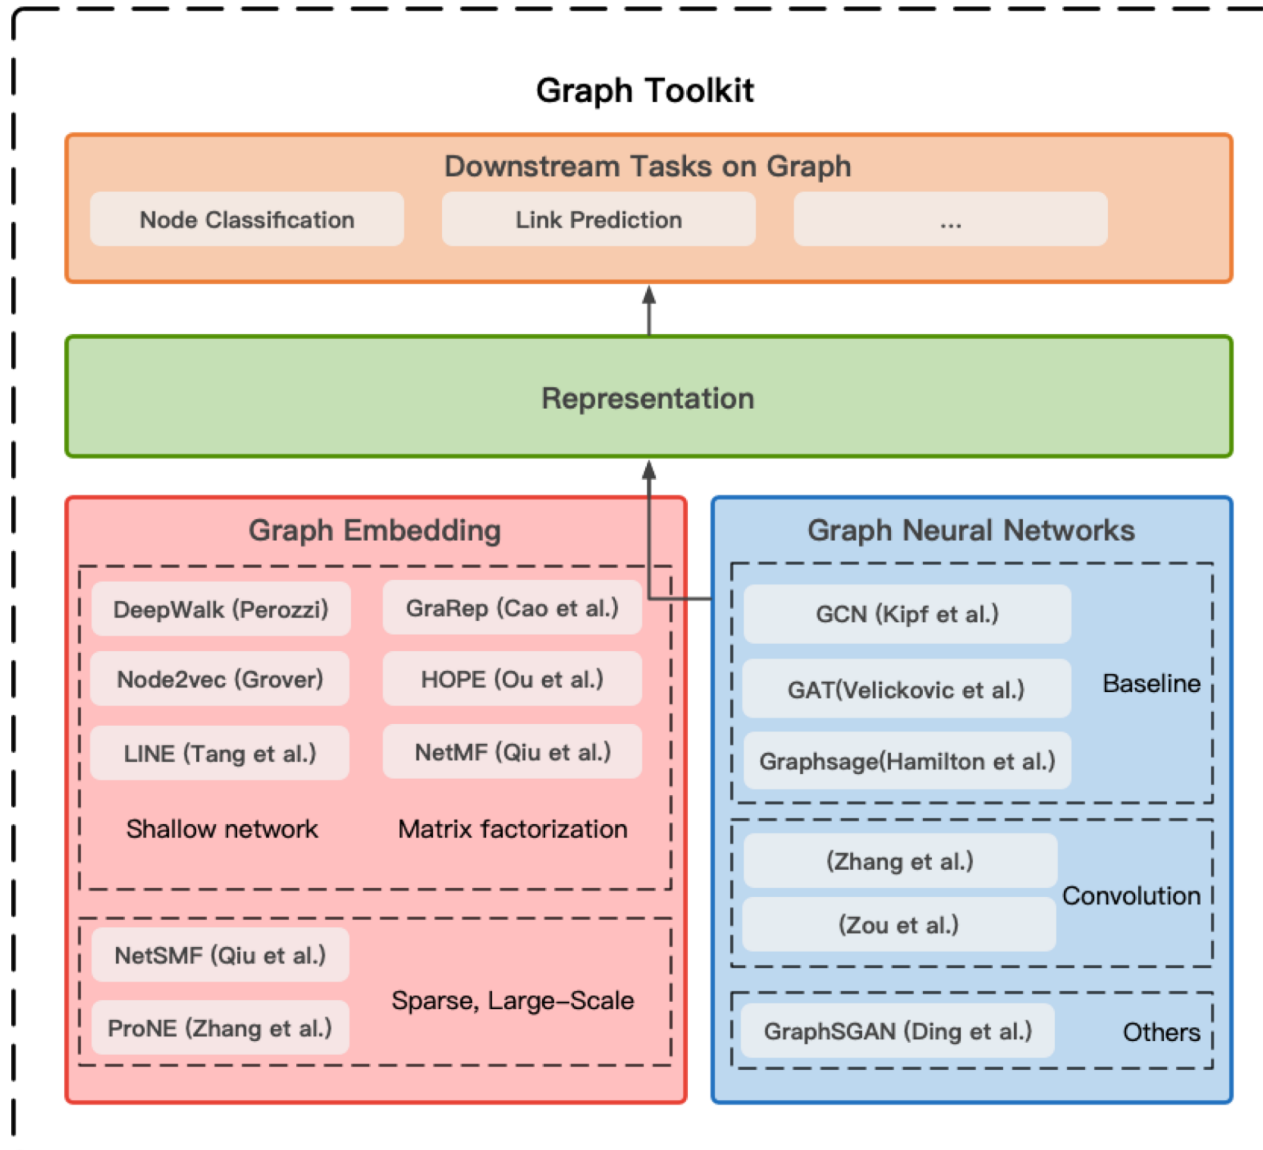 Graph Toolkit
Downstream Tasks on Graph
Node Classification
Link Prediction
...
Representation
Graph Embedding
DeepWalk (Perozzi)
GraRep (Cao et al.)
Node2vec (Grover)
HOPE (Ou et al.)
LINE (Tang et al.)
NetMF (Qiu et al.)
Shallow network
Matrix factorization
NetSMF (Qiu et al.)
ProNE (Zhang et al.)
Sparse, Large-Scale
Graph Neural Networks
GCN (Kipf et al.)
GAT(Velickovic et al.)
Graphsage(Hamilton et al.)
Baseline
(Zhang et al.)
(Zou et al.)
Convolution
GraphSGAN (Ding et al.)
Others